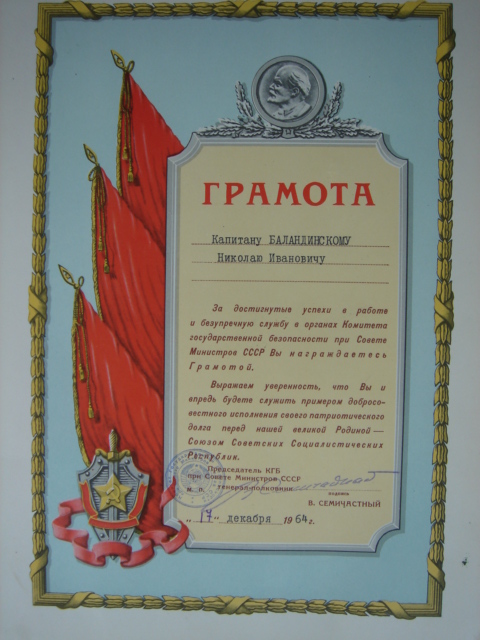 ГРАМОТА
Капитану БАЛАНДИНСКОМУ
Николаю Ивановичу
За достигнутые успехи в работе
и безупречную службу в органах Комитета
государственной безопасности при Совете
Министров СССР Вы награждаетесь
Грамотой.
Выражаем уверенность, что Вы и
впредь будете служить примером добросо-
вестного исполнения своего патриотического
долга перед нашей великой Родиной —
Союзом Советских Социалистических
Республик.
Председатель КГБ
при Совете Министров СССР
м. п. генерал-полковник
подпись
В. СЕМИЧАСТНЫЙ
„17" декабря 1964 г.